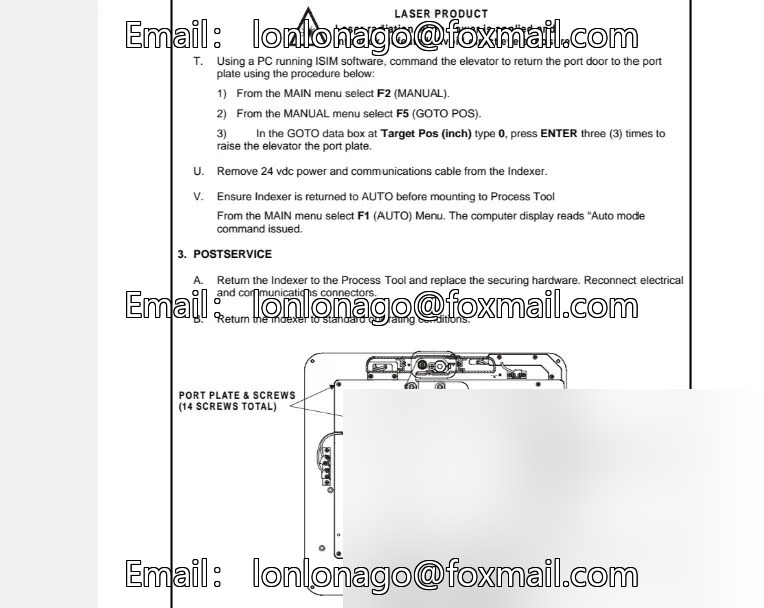 LASER PRODUCT
Email： lonlonago@foxmail.com
T. Using a PC running ISIM software, command the elevator to return the port door to the port
plate using the procedure below:
1) From the MAIN menu select F2 (MANUAL).
2) From the MANUAL menu select F5 (GOTO POS).
3) In the GOTO data box at Target Pos (inch) type 0, press ENTER three (3) times to
raise the elevator the port plate.
U. Remove 24 vdc power and communications cable from the Indexer.
V. Ensure Indexer is returned to AUTO before mounting to Process Tool
From the MAIN menu select F1 (AUTO) Menu. The computer display reads “Auto mode
command issued.
3. POSTSERVICE
A. Return the Indexer to the Process Tool and replace the securing hardware. Reconnect electrical
and communications connectors.
Email： lonlonago@foxmail.com
B. Return the Indexer to standard operating conditions.
PORT PLATE & SCREWS
(14 SCREWS TOTAL)
Email： lonlonago@foxmail.com